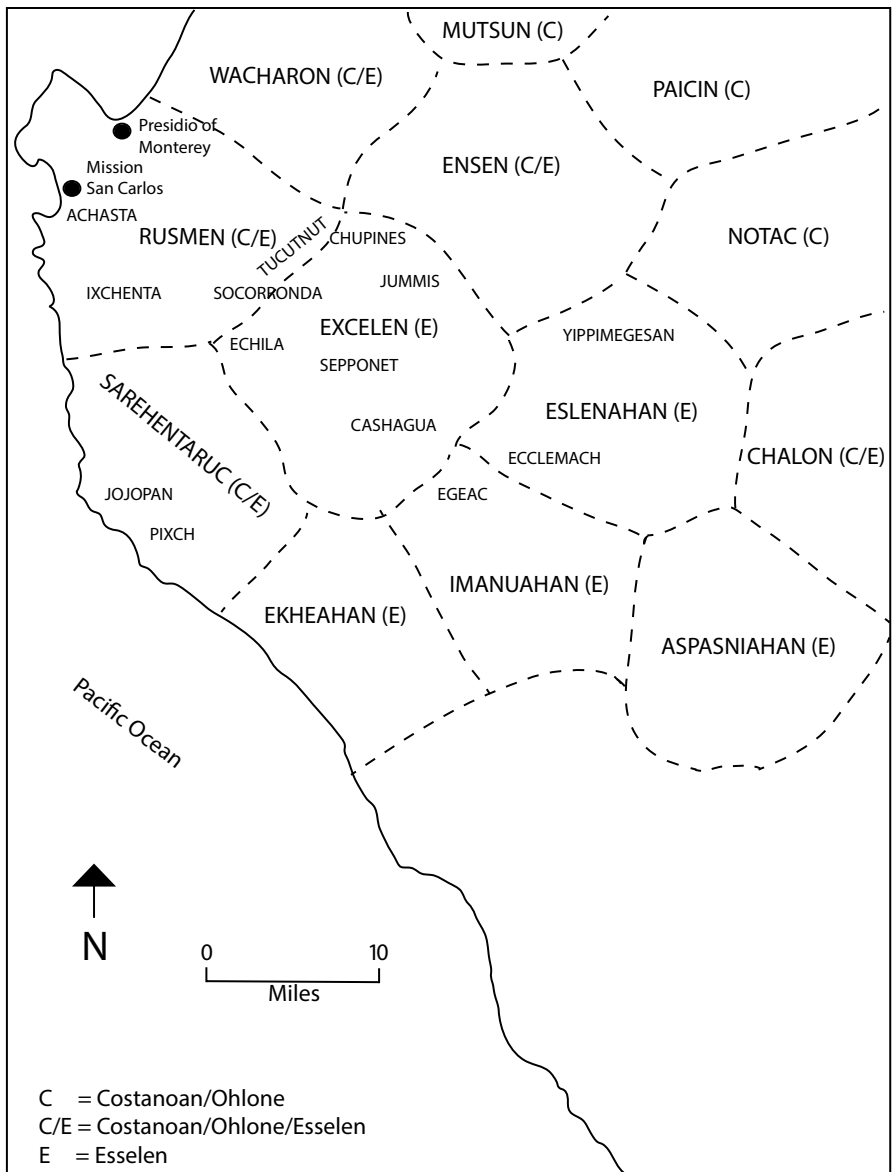 MUTSUN (C)
WACHARON (C/E)
PAICIN (C)
Presidio of
Monterey
ENSEN (C/E)
Mission
San Carlos
ACHASTA
RUSMEN (C/E)
TUCUTNUT
CHUPINES
NOTAC (C)
IXCHENTA
SOCORRONDA
JUMMIS
EXCELEN (E)
YIPPIMEGESAN
ECHILA
SEPPONET
SAREHENTARUC (C/E)
ESLENAHAN (E)
CASHAGUA
ECCLEMACH
CHALON (C/E)
JOJOPAN
EGEAC
PIXCH
IMANUAHAN (E)
EKHEAHAN (E)
ASPASNIAHAN (E)
Pacific Ocean
N
0 10
Miles
C = Costanoan/Ohlone
C/E = Costanoan/Ohlone/Esselen
E = Esselen